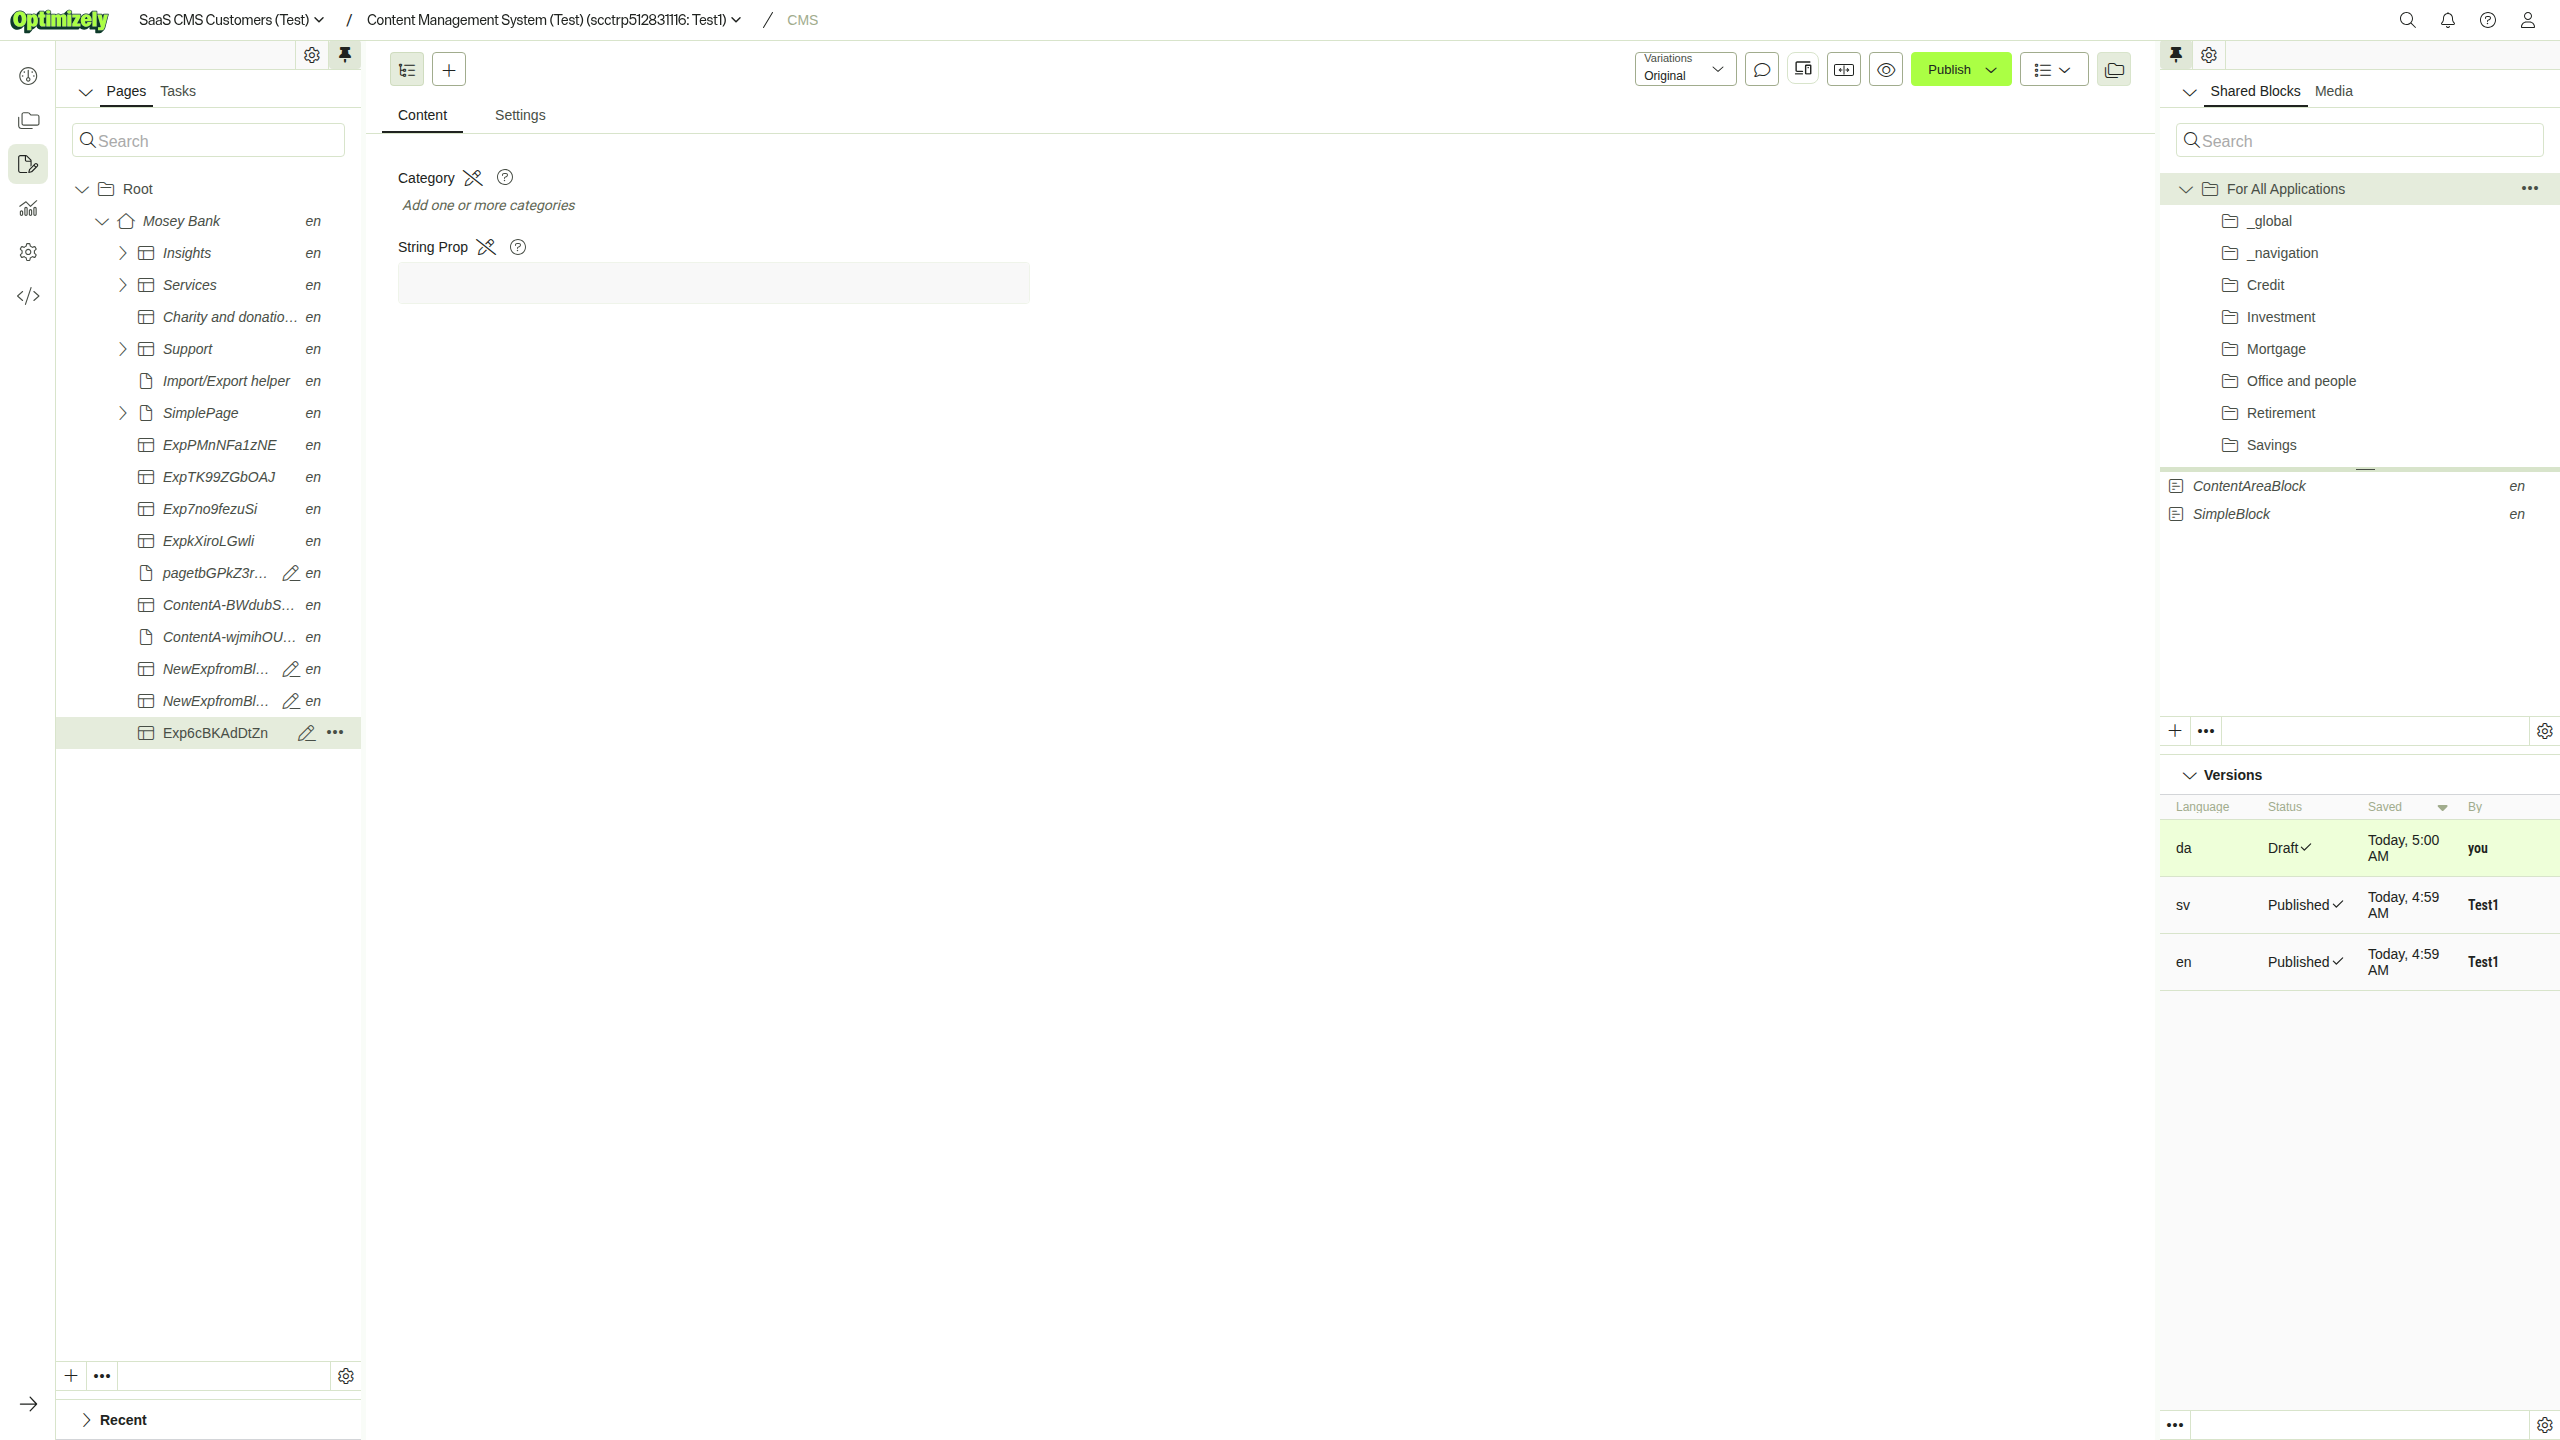 Optimizely
SaaS CMS Customers (Test) / Content Management System (Test) (scctrp512831116: Test1) / CMS
Pages Tasks
Search
Root
Mosey Bank en
Insights en
Services en
Charity and donatio... en
Support en
Import/Export helper en
SimplePage en
ExpPMnNFa1zNE en
ExpTK99ZGbOAJ en
Exp7no9fezuSi en
ExpkXiroLGwli en
pagetbGPkZ3r... en
ContentA-BWdubS... en
ContentA-wjmihOU... en
NewExpfromBl... en
NewExpfromBl... en
Exp6cBKAdDtZn
Recent
Variations
Original
Publish
Content Settings
Category
Add one or more categories
String Prop
Shared Blocks Media
Search
For All Applications
_global
_navigation
Credit
Investment
Mortgage
Office and people
Retirement
Savings
ContentAreaBlock en
SimpleBlock en
Versions
Language Status Saved By
da Draft Today, 5:00 AM you
sv Published Today, 4:59 AM Test1
en Published Today, 4:59 AM Test1